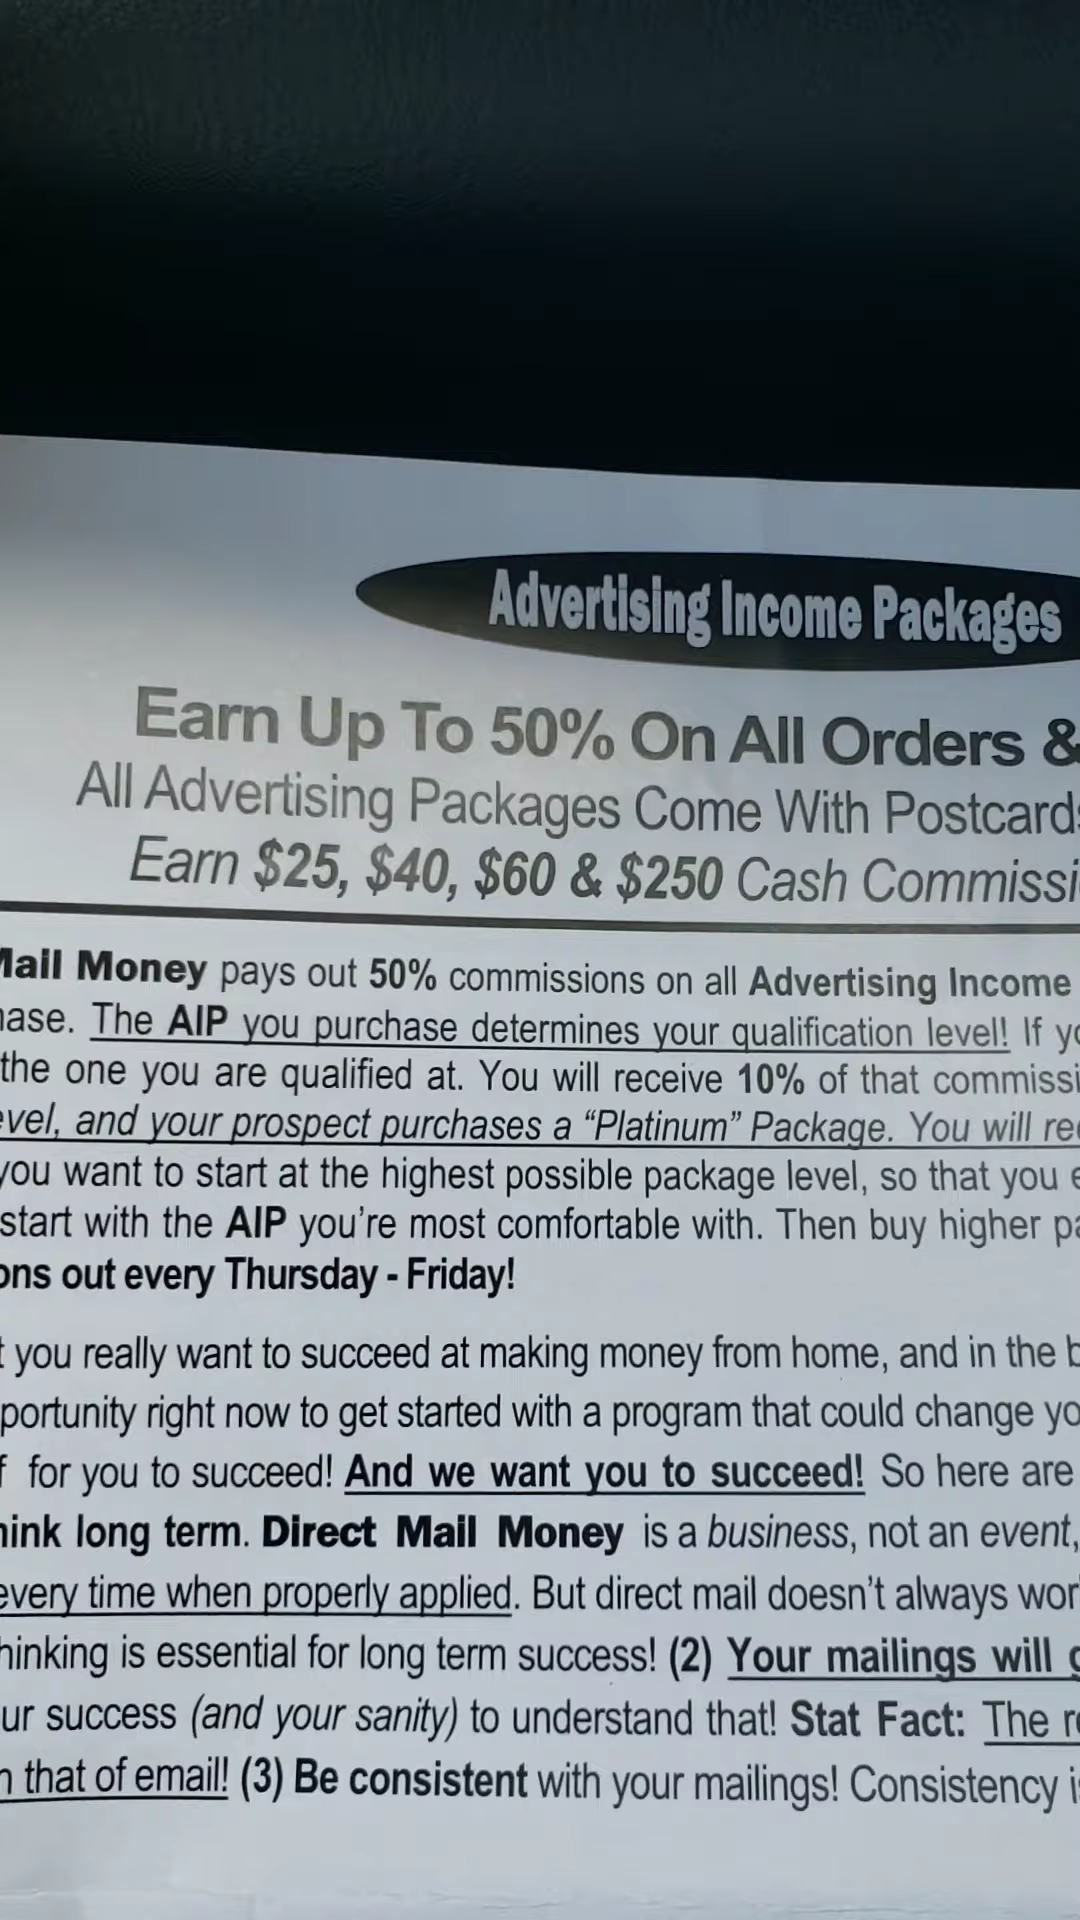 Advertising Income Packages
Earn Up To 50% On All Orders &
All Advertising Packages Come With Postcard
Earn $25, $40, $60 & $250 Cash Commissi
Mail Money pays out 50% commissions on all Advertising Income
hase. The AIP you purchase determines your qualification level! If yo
the one you are qualified at. You will receive 10% of that commissi
evel, and your prospect purchases a “Platinum” Package. You will re
you want to start at the highest possible package level, so that you e
start with the AIP you’re most comfortable with. Then buy higher pa
ons out every Thursday - Friday!
t you really want to succeed at making money from home, and in the b
portunity right now to get started with a program that could change yo
f for you to succeed! And we want you to succeed! So here are
hink long term. Direct Mail Money is a business, not an event,
every time when properly applied. But direct mail doesn’t always wor
hinking is essential for long term success! (2) Your mailings will g
ur success (and your sanity) to understand that! Stat Fact: The re
n that of email! (3) Be consistent with your mailings! Consistency is